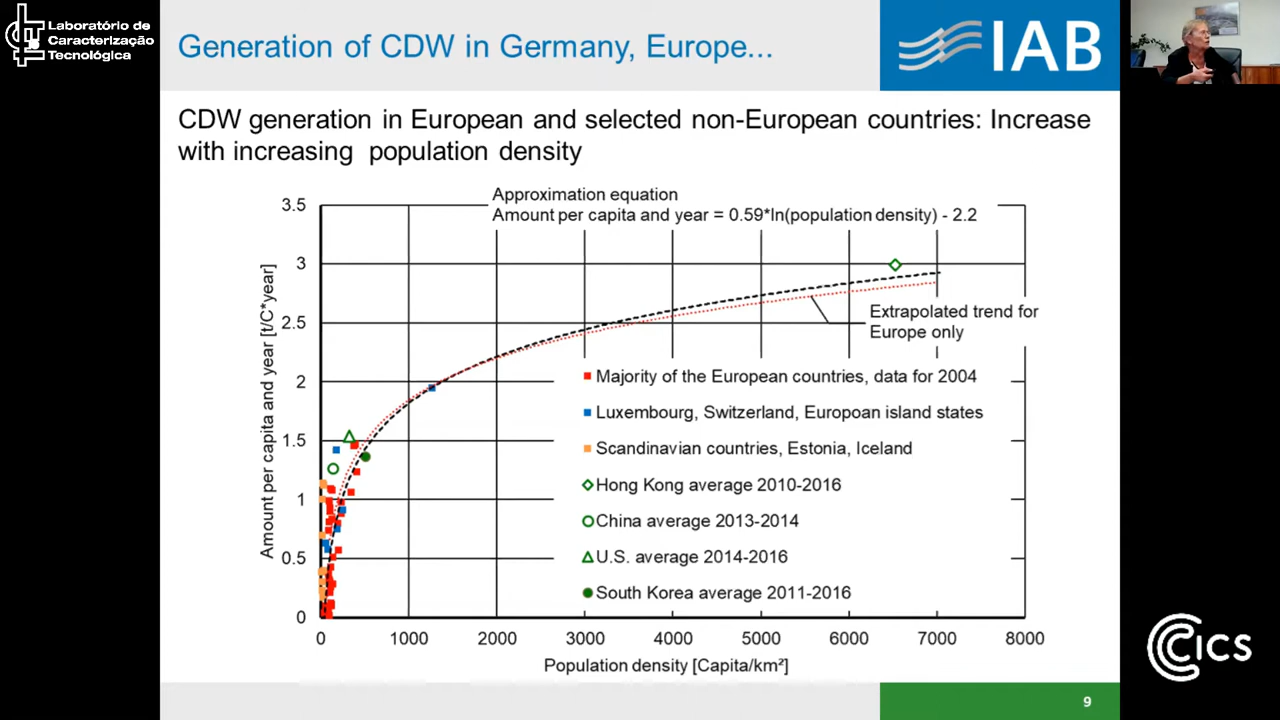 Laboratório de
Caracterização
Tecnológica
Generation of CDW in Germany, Europe...
IAB
CDW generation in European and selected non-European countries: Increase
with increasing population density
Approximation equation
Amount per capita and year = 0.59*ln(population density) - 2.2
3.5
3
2.5
2
1.5
1
0.5
0
Amount per capita and year [t/C*year]
Extrapolated trend for
Europe only
Majority of the European countries, data for 2004
Luxembourg, Switzerland, Europoan island states
Scandinavian countries, Estonia, Iceland
Hong Kong average 2010-2016
China average 2013-2014
U.S. average 2014-2016
South Korea average 2011-2016
0 1000 2000 3000 4000 5000 6000 7000 8000
Population density [Capita/km²]
9
CICS